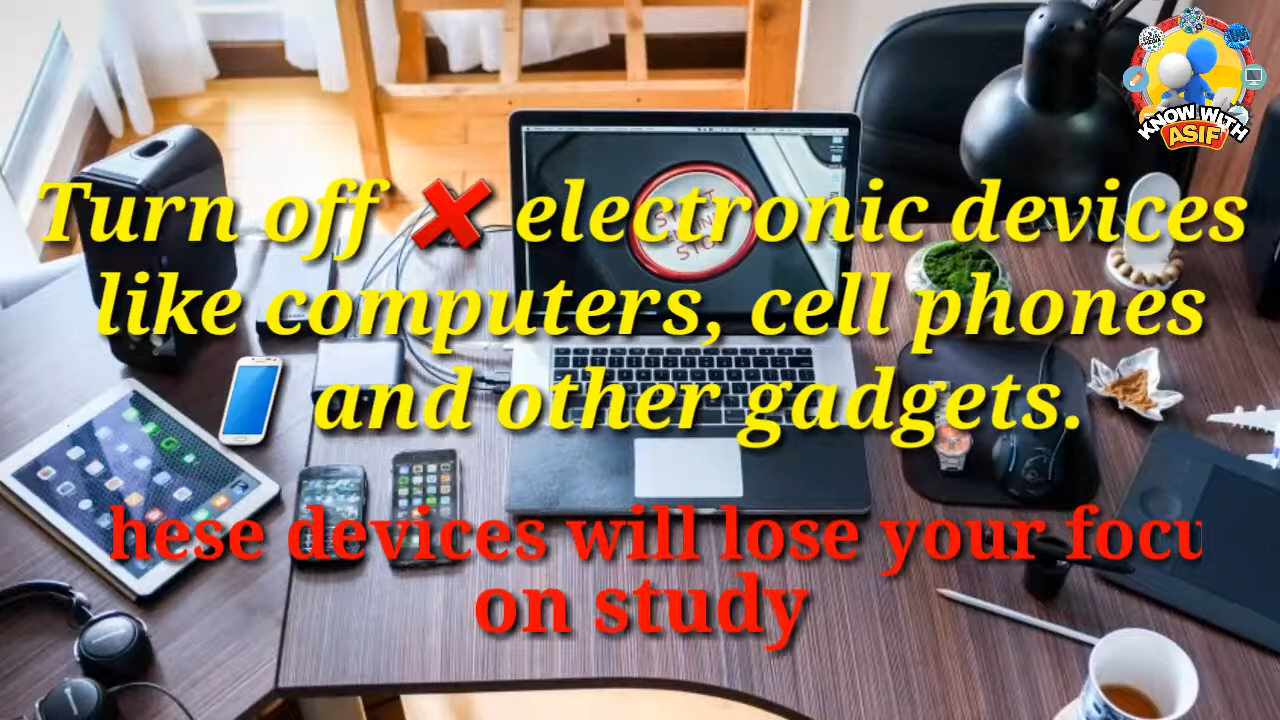 KNOW WITH
ASIF
Turn off ❌ electronic devices
like computers, cell phones
and other gadgets.
hese devices will lose your focu
on study